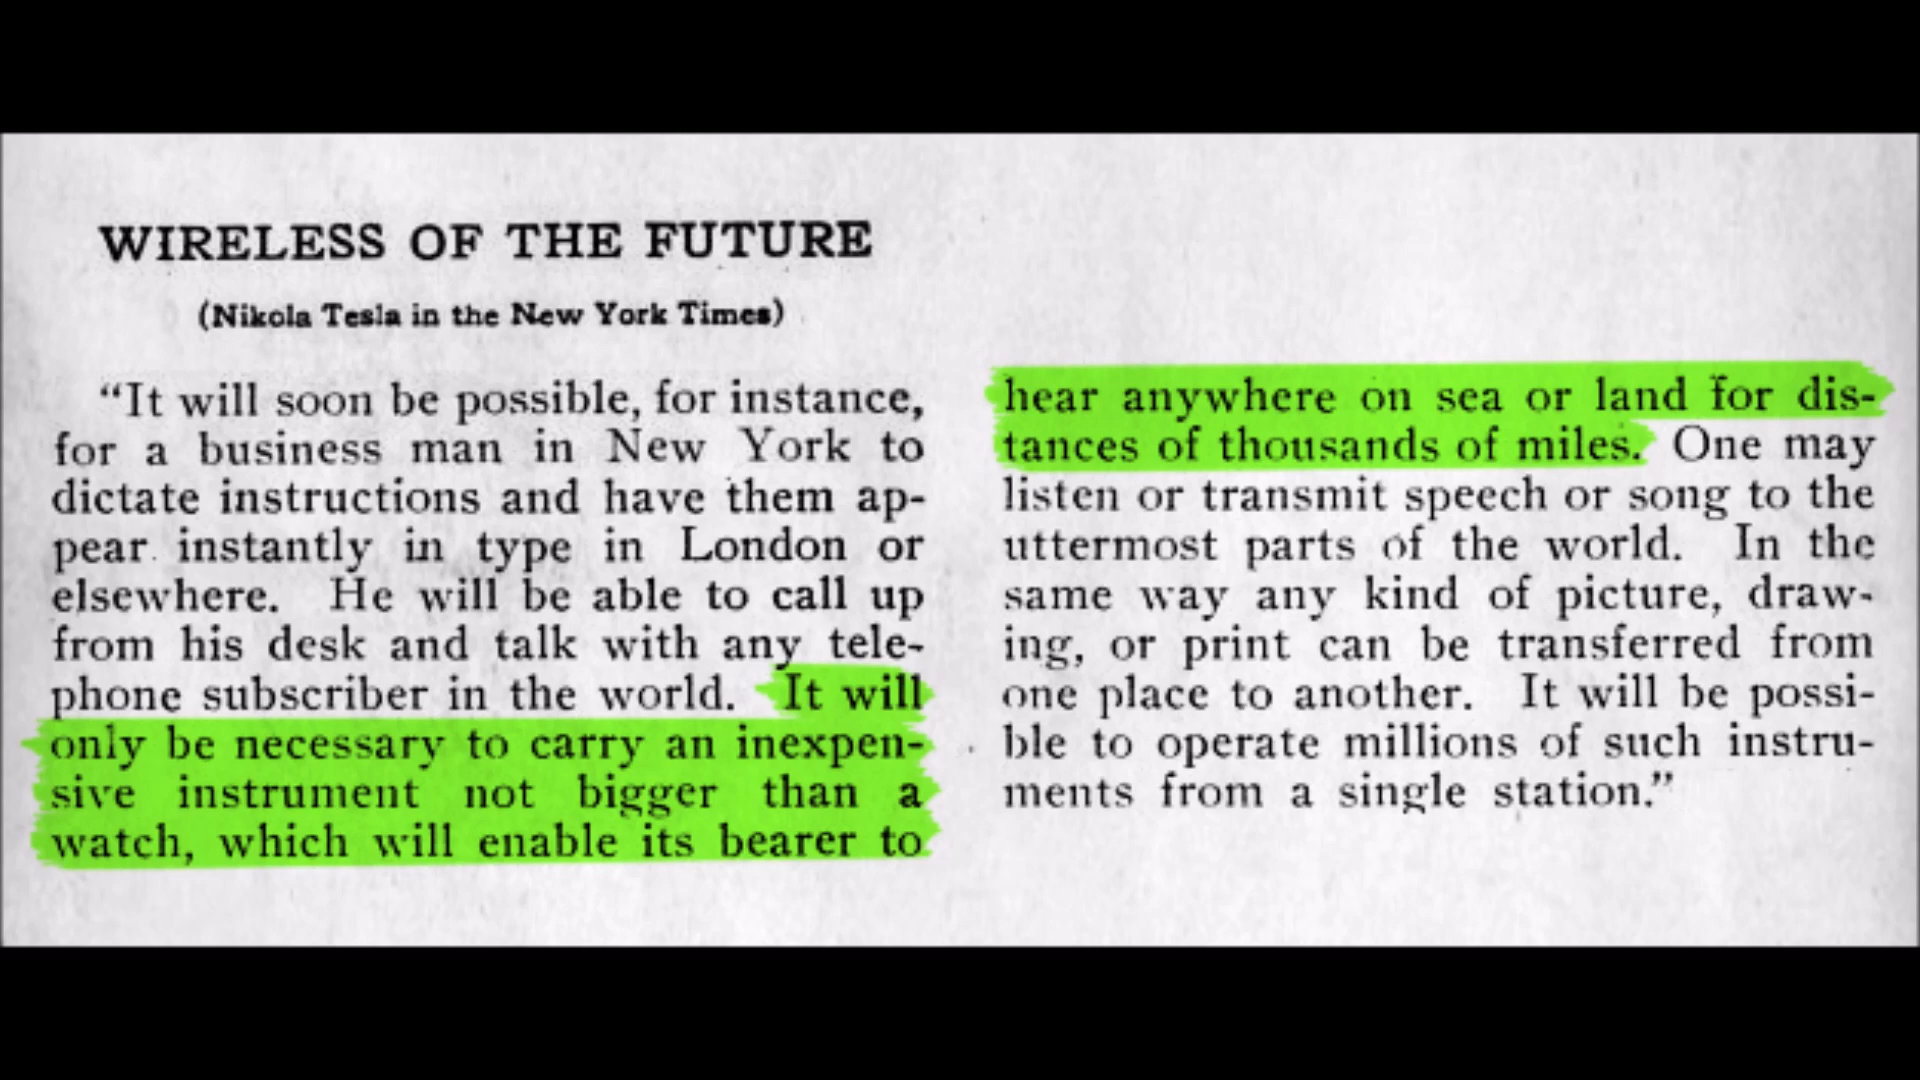 WIRELESS OF THE FUTURE
(Nikola Tesla in the New York Times)
“It will soon be possible, for instance,
for a business man in New York to
dictate instructions and have them ap-
pear instantly in type in London or
elsewhere. He will be able to call up
from his desk and talk with any tele-
phone subscriber in the world. It will
only be necessary to carry an inexpen-
sive instrument not bigger than a
watch, which will enable its bearer to
hear anywhere on sea or land for dis-
tances of thousands of miles. One may
listen or transmit speech or song to the
uttermost parts of the world. In the
same way any kind of picture, draw-
ing, or print can be transferred from
one place to another. It will be possi-
ble to operate millions of such instru-
ments from a single station.”